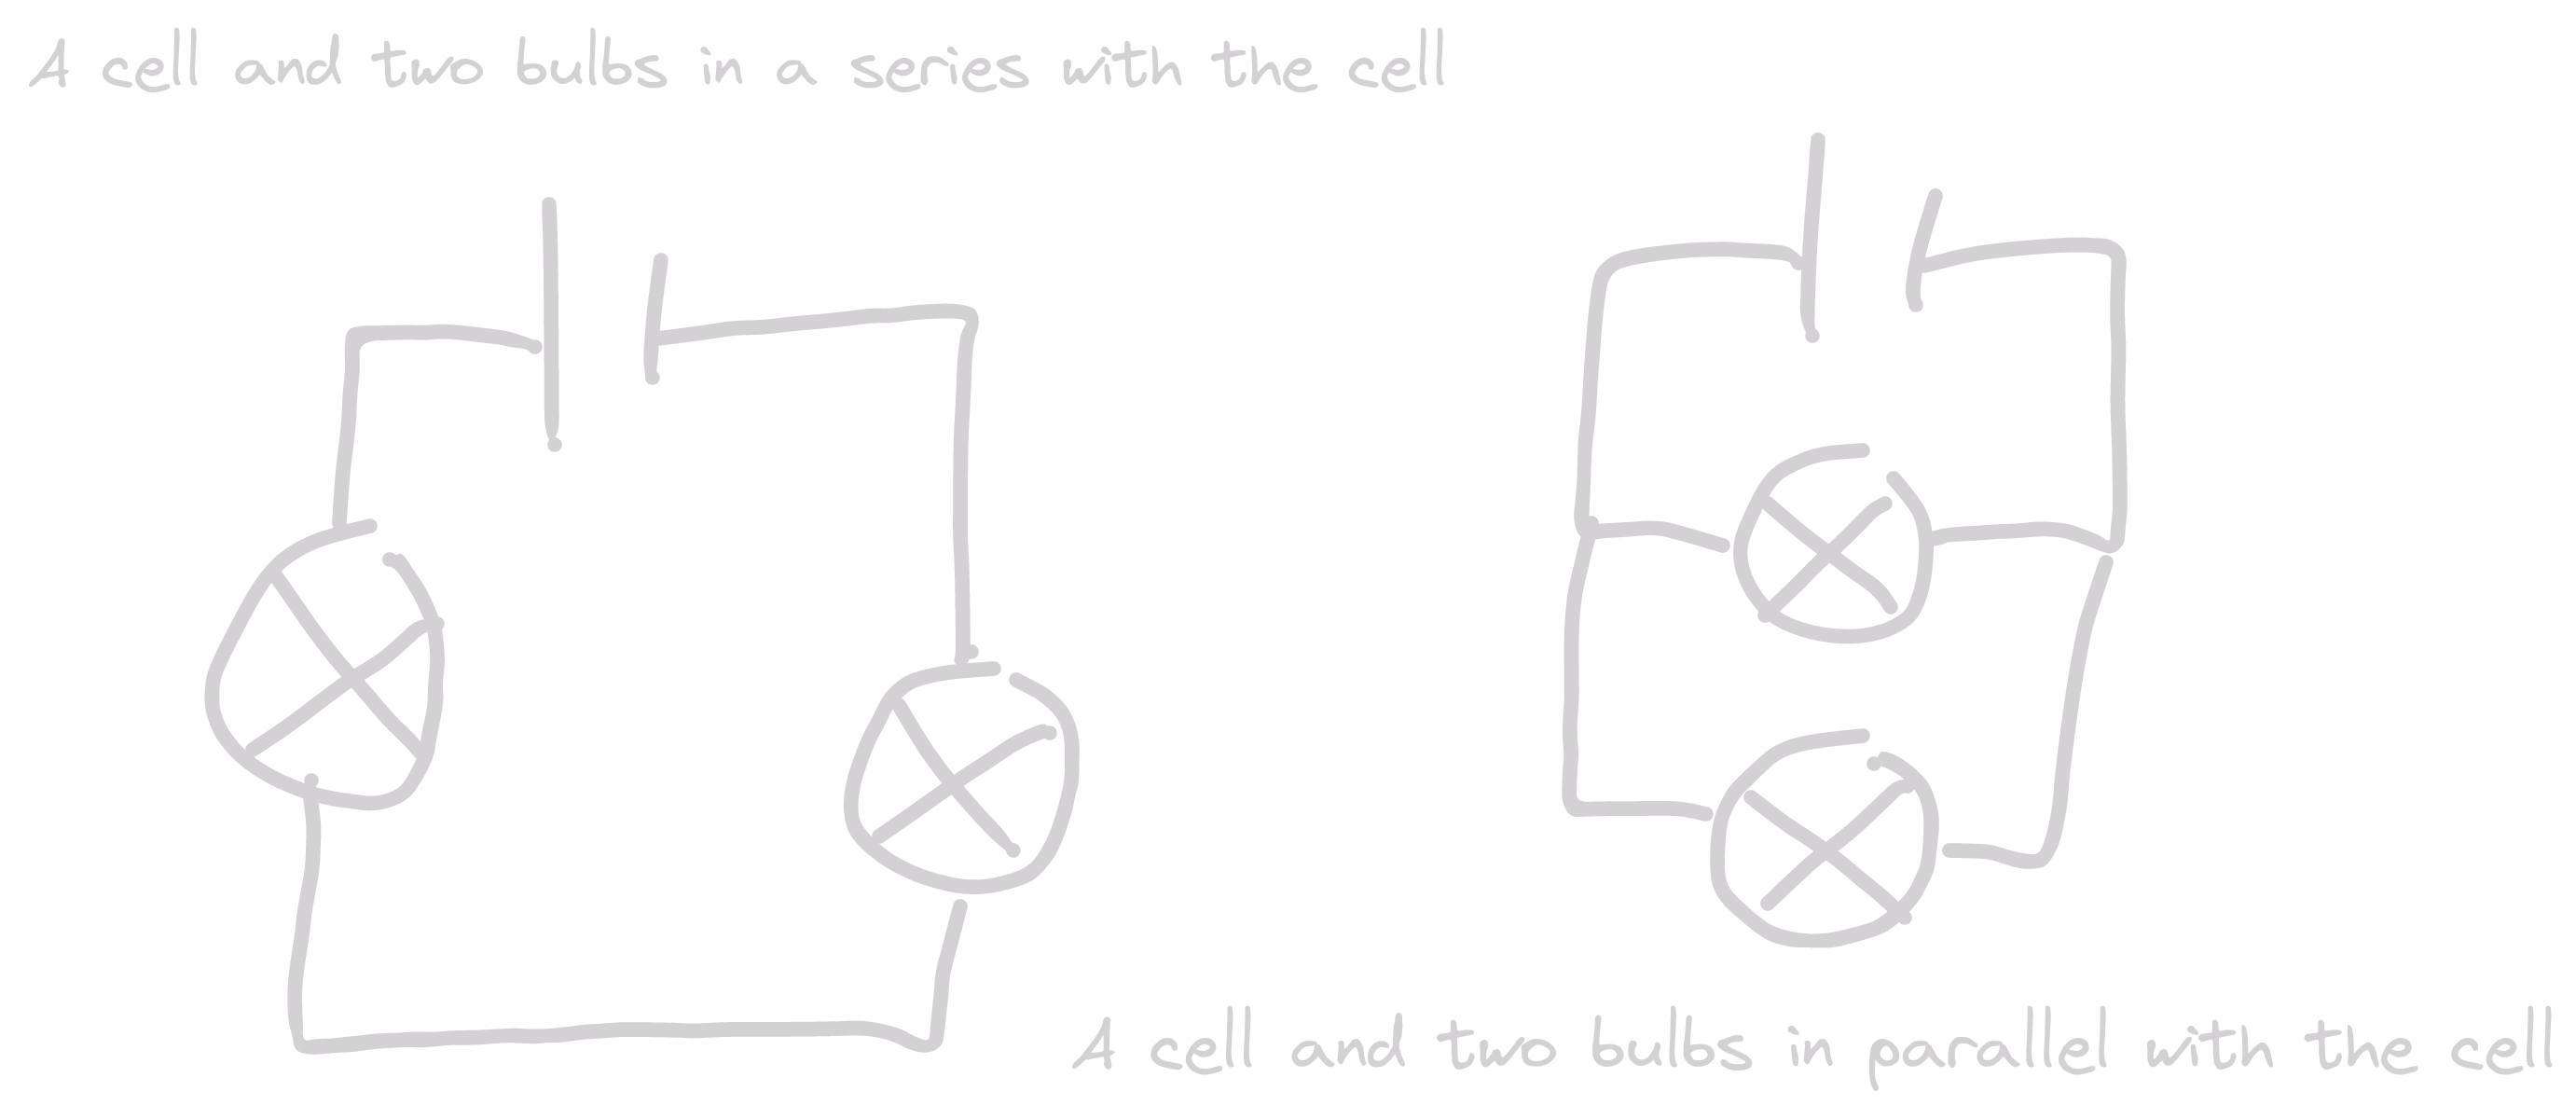 A cell and two bulbs in a series with the cell
A cell and two bulbs in parallel with the cell